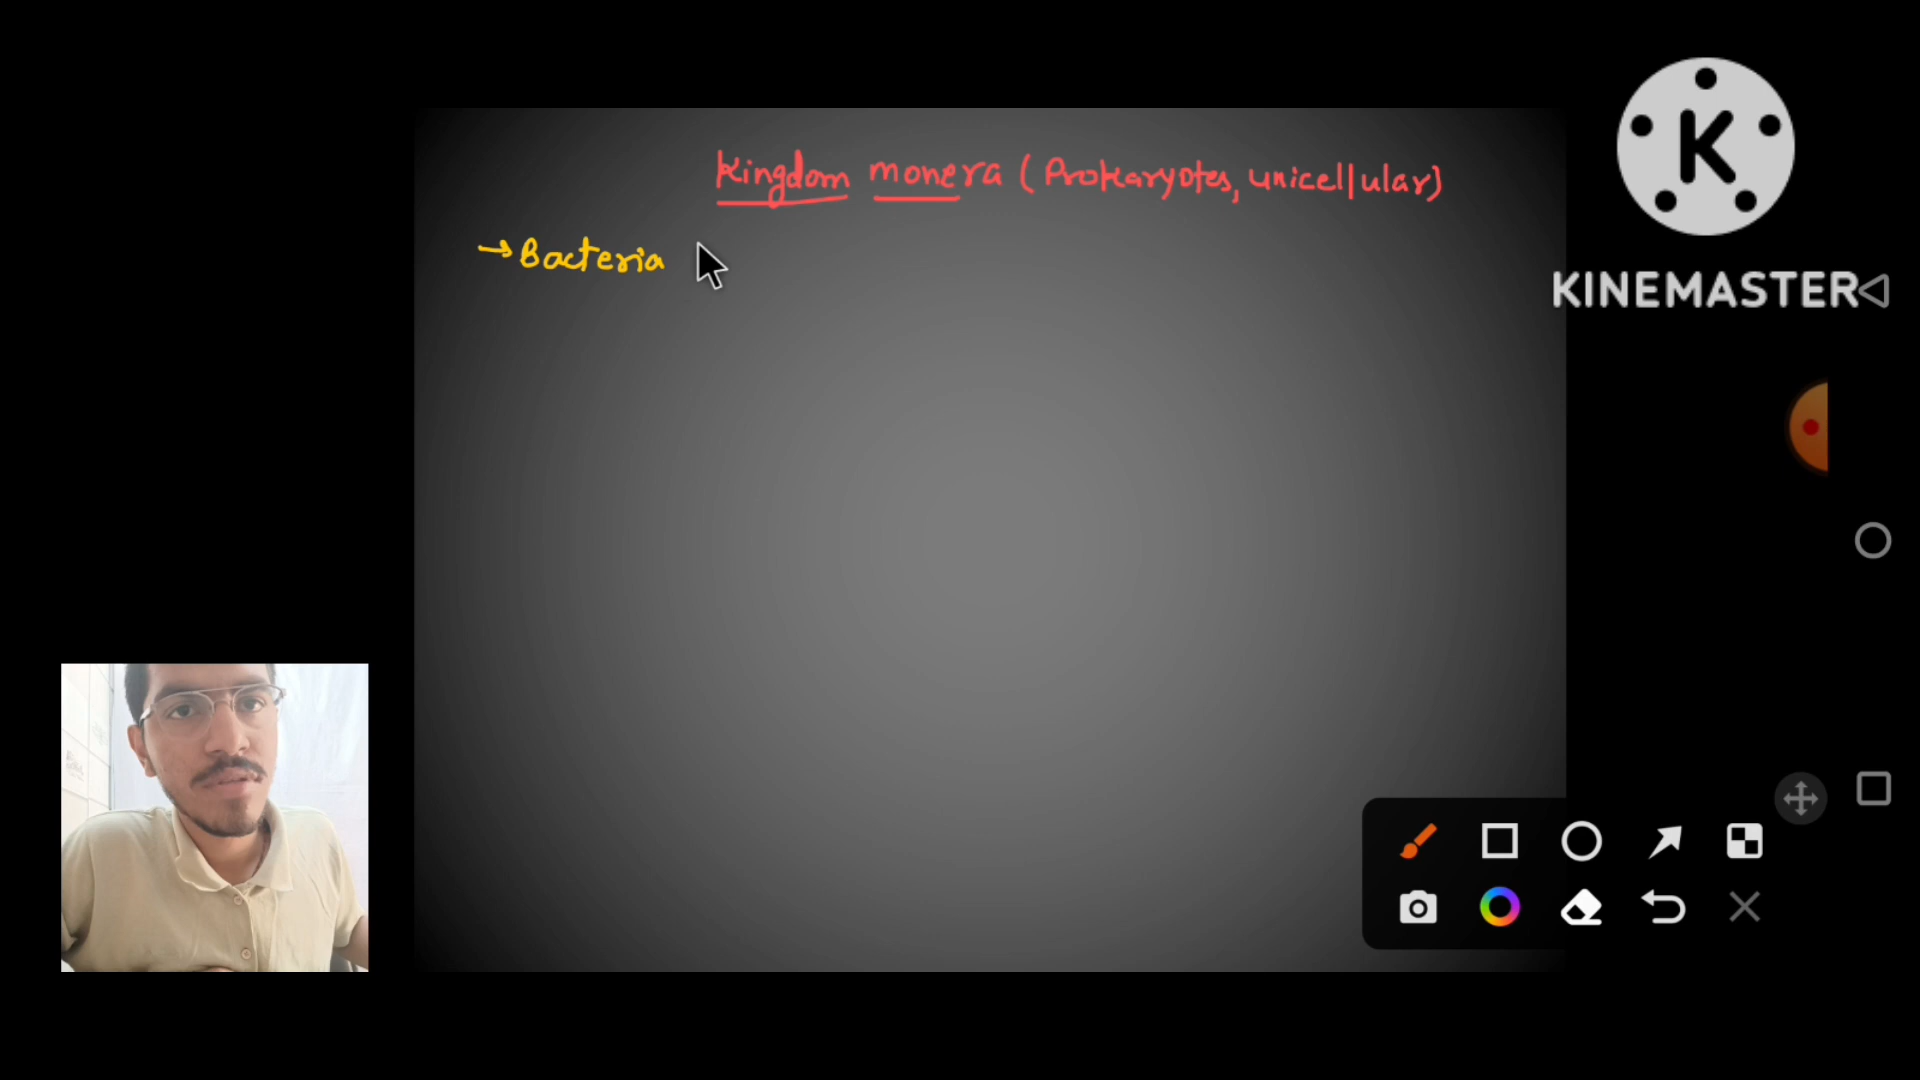 Kingdom monera (Prokaryotes, unicellular)
→ Bacteria
K
KINEMASTER